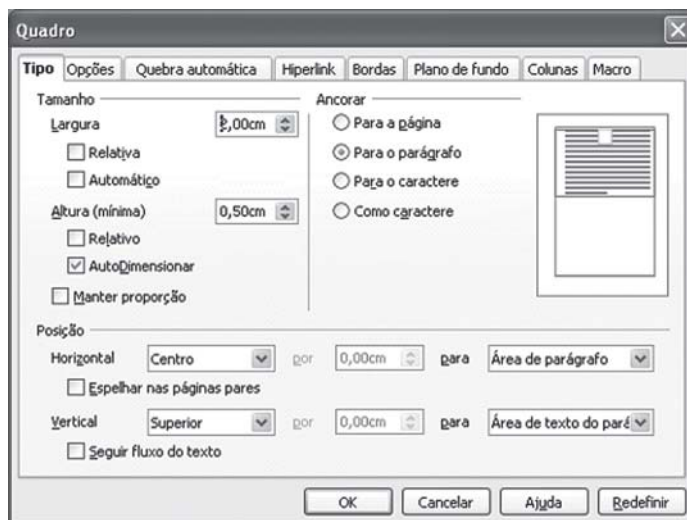 Quadro
Tipo Opções Quebra automática Hiperlink Bordas Plano de fundo Colunas Macro
Tamanho Ancorar
Largura 2,00cm Para a página
Relativa Para o parágrafo
Automático Para o caractere
Altura (mínima) 0,50cm Como caractere
Relativo
AutoDimensionar
Manter proporção
Posição
Horizontal Centro por 0,00cm para Área de parágrafo
Espelhar nas páginas pares
Vertical Superior por 0,00cm para Área de texto do pará
Seguir fluxo do texto
OK Cancelar Ajuda Redefinir